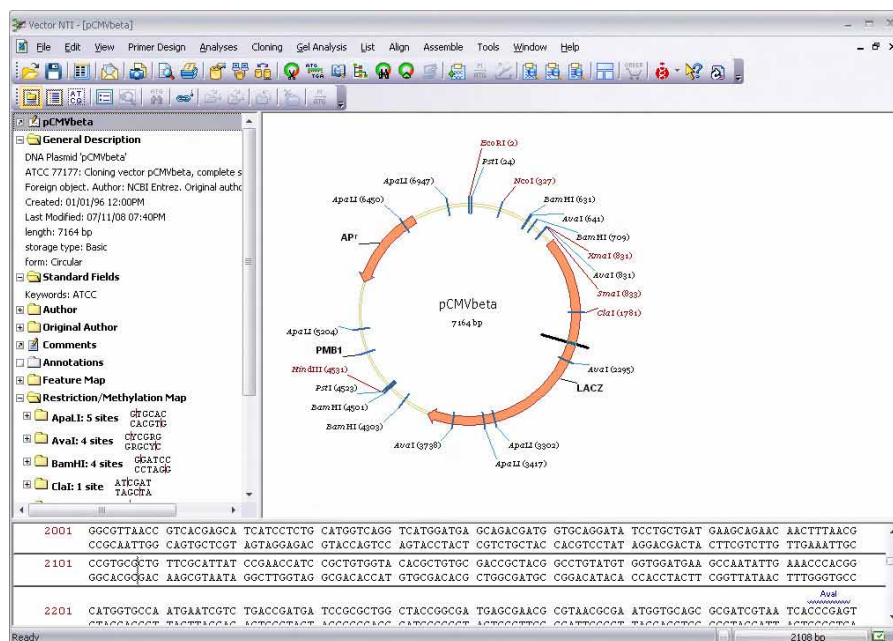 Vector NTI - [pCMVbeta]
File Edit View Primer Design Analyses Cloning Gel Analysis List Align Assemble Tools Window Help
pCMVbeta
General Description
DNA Plasmid 'pCMVbeta'
ATCC 77177: Cloning vector pCMVbeta, complete s
Foreign object. Author: NCBI Entrez. Original autho
Created: 01/01/96 12:00PM
Last Modified: 07/11/08 07:40PM
length: 7164 bp
storage type: Basic
form: Circular
Standard Fields
Keywords: ATCC
Author
Original Author
Comments
Annotations
Feature Map
Restriction/Methylation Map
ApaLI: 5 sites GTGCAC
CACGTG
AvaI: 4 sites CYCGRG
GRGCYC
BamHI: 4 sites GGATCC
CCTAGG
ClaI: 1 site ATCGAT
TAGCTA
EcoRI (2)
PstI (24)
NcoI (327)
BamHI (631)
AvaI (641)
BamHI (709)
XmaI (831)
AvaI (831)
SmaI (833)
ClaI (1781)
AvaI (2295)
LACZ
ApaLI (3302)
ApaLI (3417)
AvaI (3738)
BamHI (4303)
BamHI (4501)
PstI (4523)
HindIII (4531)
PMB1
ApaLI (5204)
APr
ApaLI (6450)
ApaLI (6947)
pCMVbeta
7164 bp
2001 GGCGTTAACC GTCACGAGCA TCATCCTCTG CATGGTCAGG TCATGGATGA GCAGACGATG GTGCAGGATA TCCTGCTGAT GAAGCAGAAC AACTTTAACG
CCGCAATTGG CAGTGCTCGT AGTAGGAGAC GTACCAGTCC AGTACCTACT CGTCTGCTAC CACGTCCTAT AGGACGACTA CTTCGTCTTG TTGAAATTGC
2101 CCGTGCGCTG TTCGCATTAT CCGAACCATC CGCTGTGGTA CACGCTGTGC GACCGCTACG GCCTGTATGT GGTGGATGAA GCCAATATTG AAACCCACGG
GGCACGCGAC AAGCGTAATA GGCTTGGTAG GCGACACCAT GTGCGACACG CTGGCGATGC CGGACATACA CCACCTACTT CGGTTATAAC TTTGGGTGCC
AvaI
2201 CATGGTGCCA ATGAATCGTC TGACCGATGA TCCGCGCTGG CTACCGGCGA TGAGCGAACG CGTAACGCGA ATGGTGCAGC GCGATCGTAA TCACCCGAGT
Ready
2108 bp